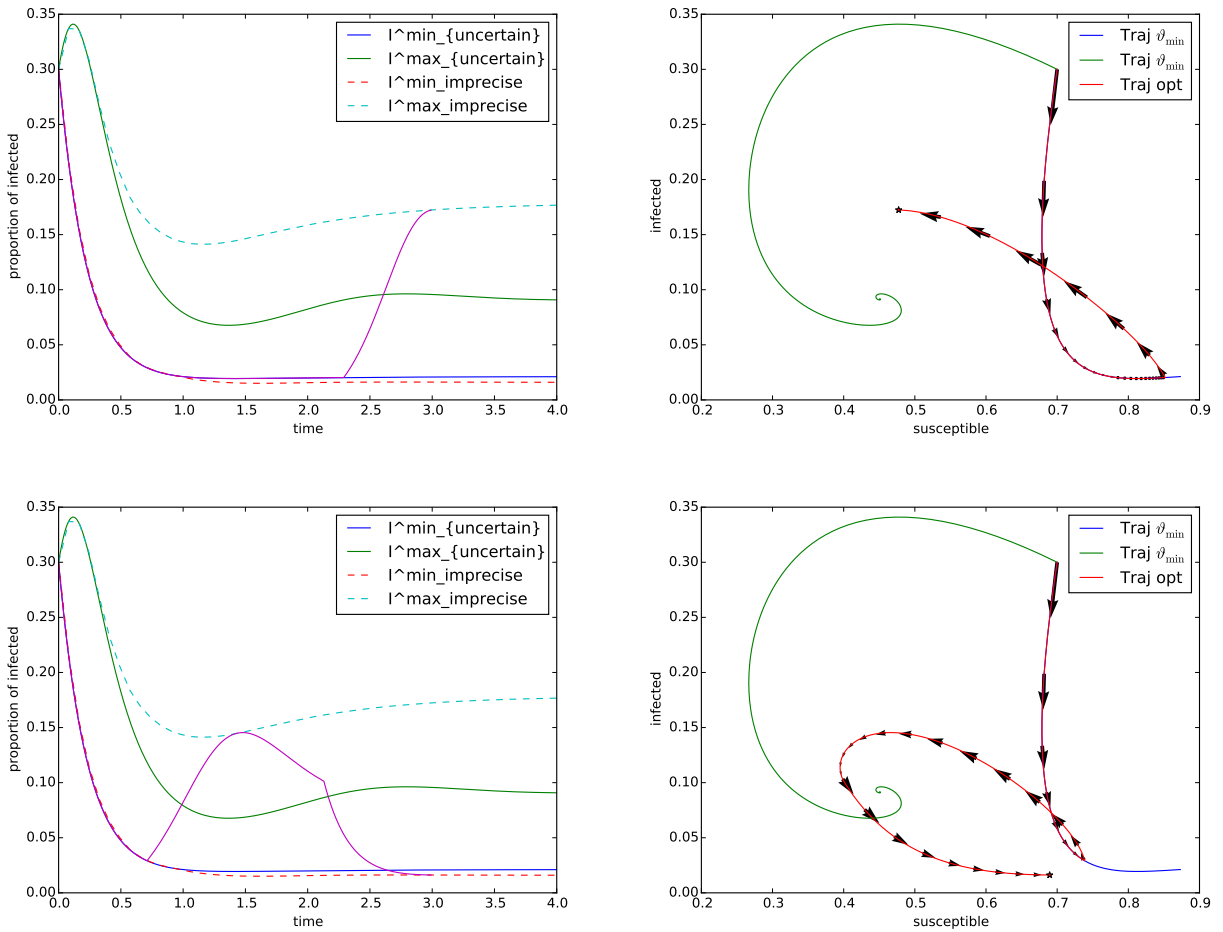 0.35
0.30
0.25
0.20
0.15
0.10
0.05
0.00
proportion of infected
I^min_{uncertain}
I^max_{uncertain}
I^min_imprecise
I^max_imprecise
0.0 0.5 1.0 1.5 2.0 2.5 3.0 3.5 4.0
time
0.35
0.30
0.25
0.20
0.15
0.10
0.05
0.00
infected
Traj ϑmin
Traj ϑmin
Traj opt
0.2 0.3 0.4 0.5 0.6 0.7 0.8 0.9
susceptible
0.35
0.30
0.25
0.20
0.15
0.10
0.05
0.00
proportion of infected
I^min_{uncertain}
I^max_{uncertain}
I^min_imprecise
I^max_imprecise
0.0 0.5 1.0 1.5 2.0 2.5 3.0 3.5 4.0
time
0.35
0.30
0.25
0.20
0.15
0.10
0.05
0.00
infected
Traj ϑmin
Traj ϑmin
Traj opt
0.2 0.3 0.4 0.5 0.6 0.7 0.8 0.9
susceptible